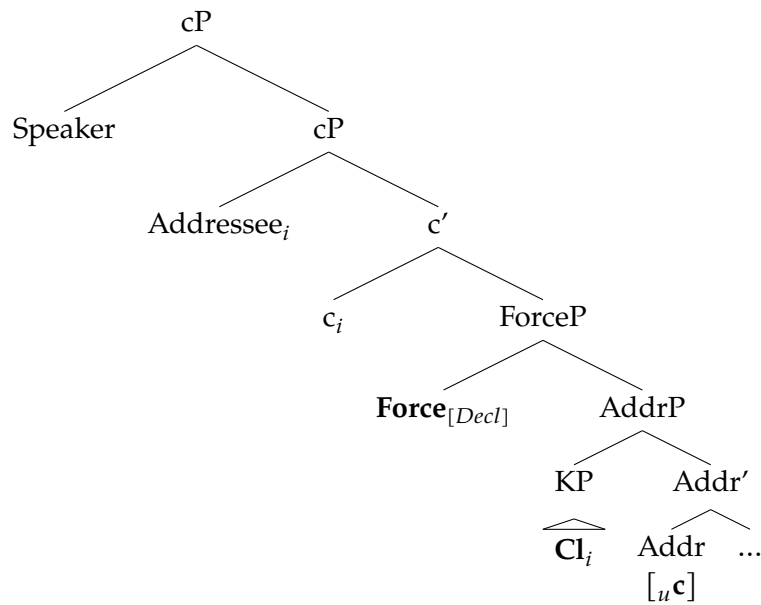 cP
Speaker cP
Addressee_i c'
c_i ForceP
Force_[Decl] AddrP
KP Addr'
Cl_i Addr ...
[_u c]